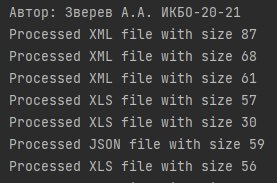 Автор: Зверев А.А. ИКБО-20-21
Processed XML file with size 87
Processed XML file with size 68
Processed XML file with size 61
Processed XLS file with size 57
Processed XLS file with size 30
Processed JSON file with size 59
Processed XLS file with size 56